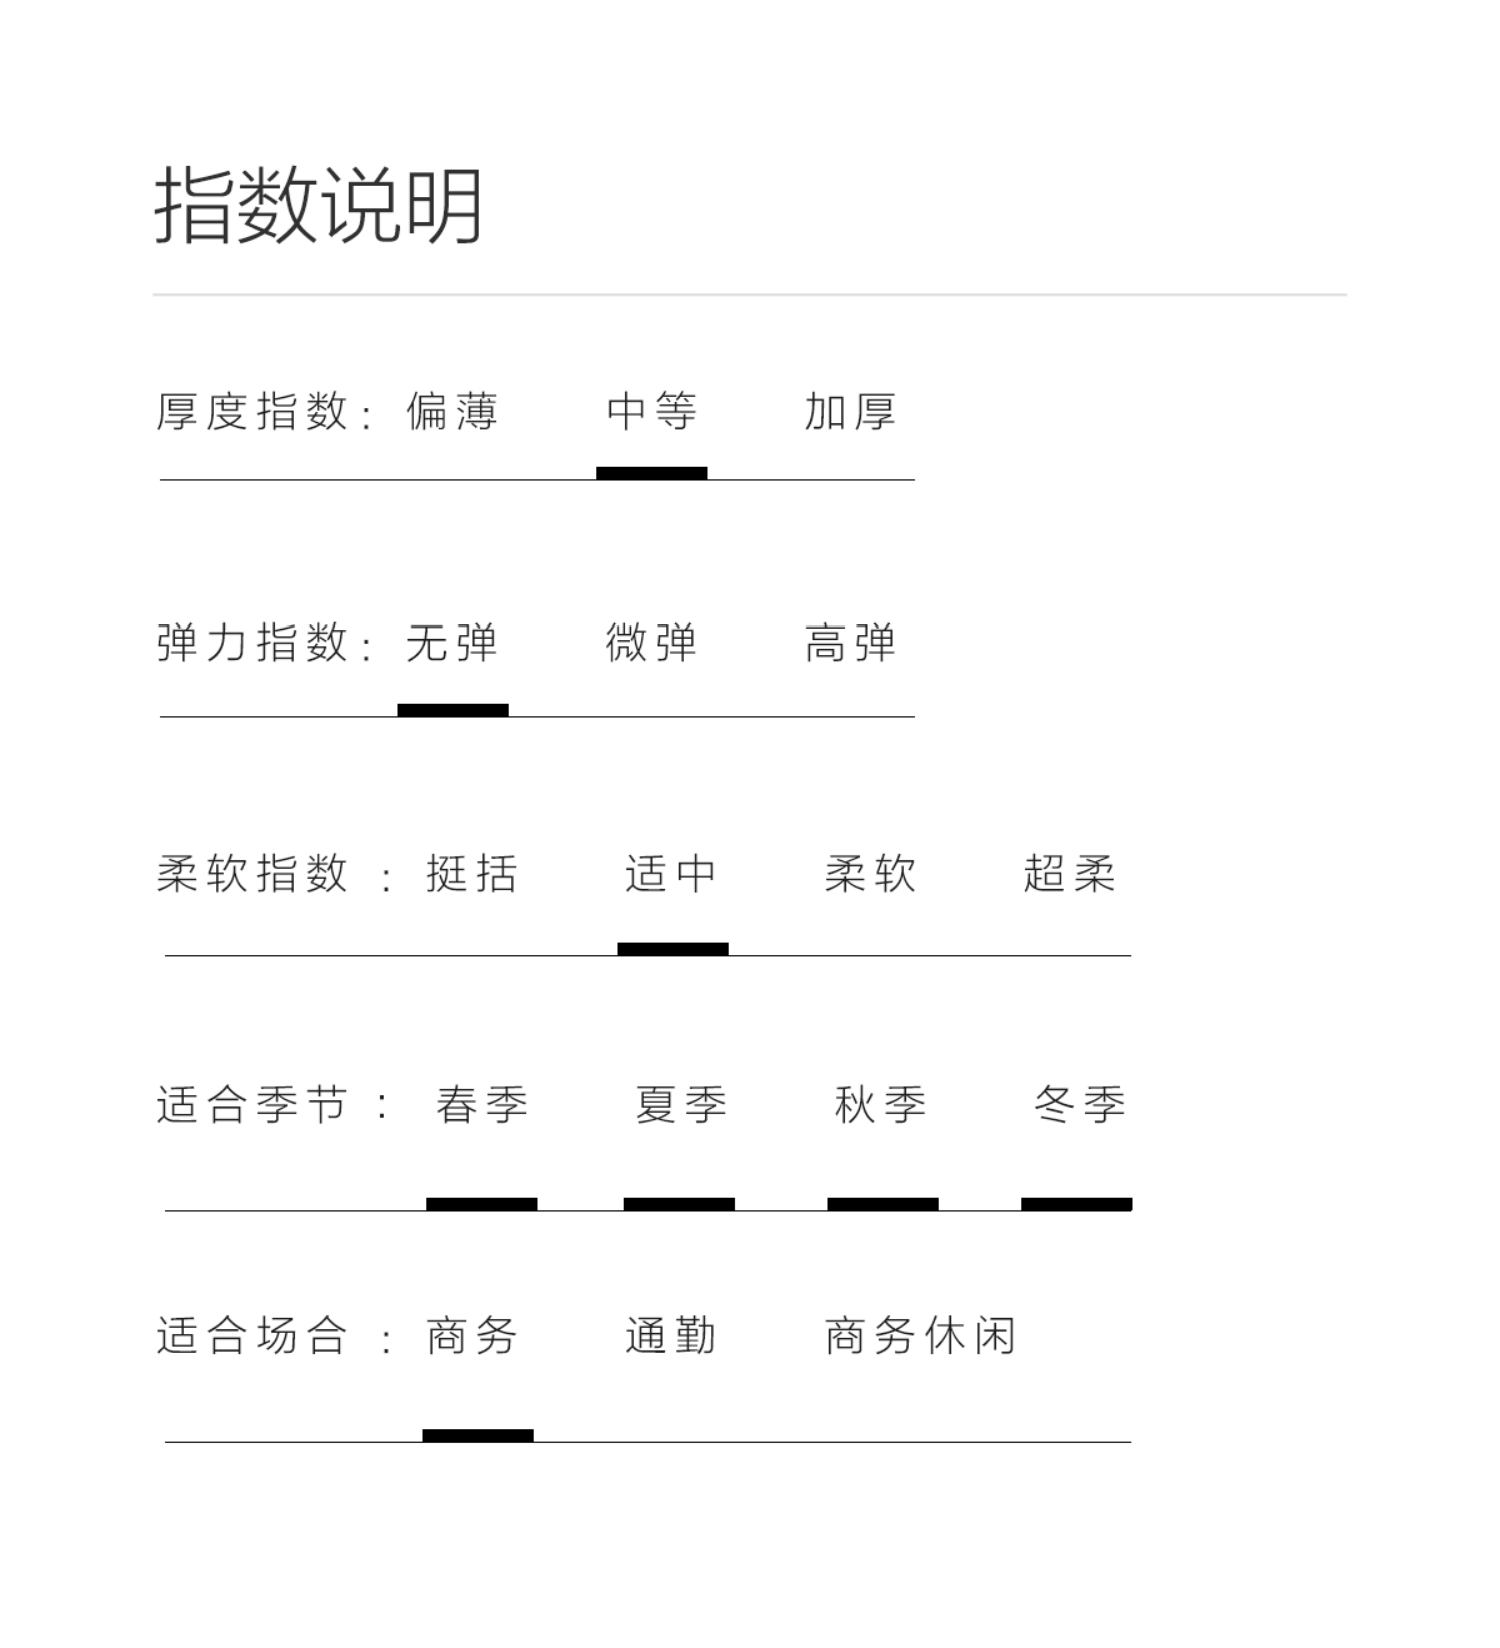 指数说明
厚度指数：偏薄 中等 加厚
弹力指数：无弹 微弹 高弹
柔软指数：挺括 适中 柔软 超柔
适合季节：春季 夏季 秋季 冬季
适合场合：商务 通勤 商务休闲